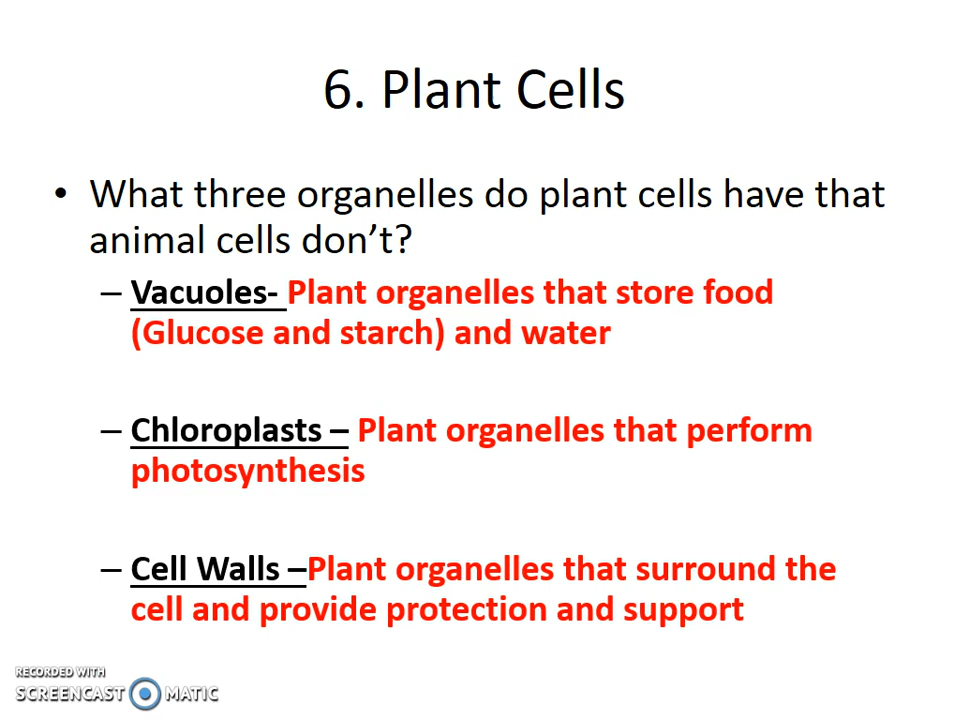 6. Plant Cells
• What three organelles do plant cells have that
animal cells don’t?
– Vacuoles- Plant organelles that store food
(Glucose and starch) and water
– Chloroplasts – Plant organelles that perform
photosynthesis
– Cell Walls –Plant organelles that surround the
cell and provide protection and support
RECORDED WITH
SCREENCAST MATIC